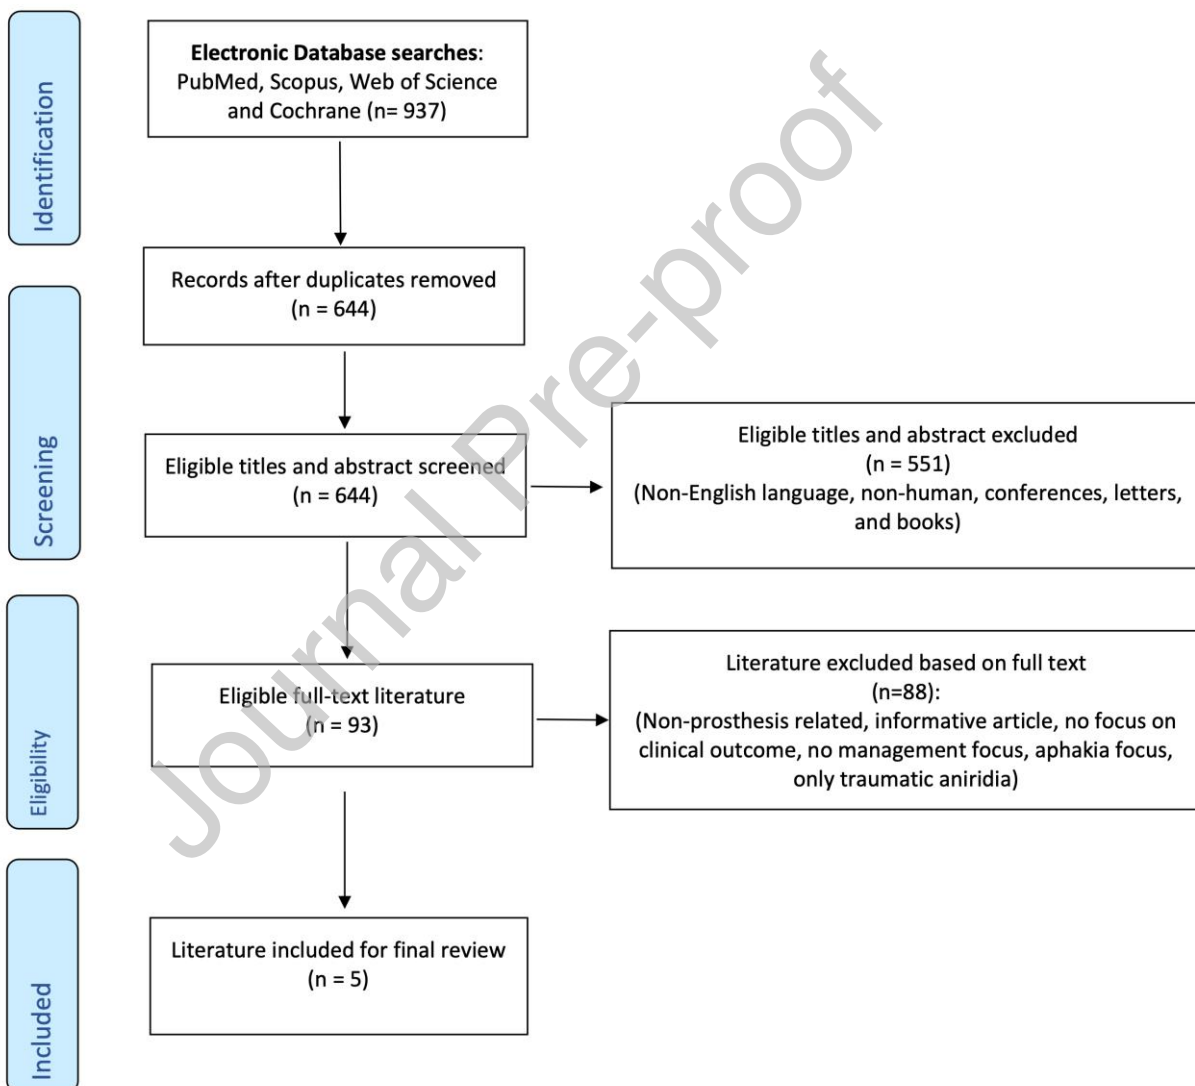 Identification
Electronic Database searches:
PubMed, Scopus, Web of Science
and Cochrane (n= 937)
Records after duplicates removed
(n = 644)
Screening
Eligible titles and abstract screened
(n = 644)
Eligible titles and abstract excluded
(n = 551)
(Non-English language, non-human, conferences, letters,
and books)
Eligibility
Eligible full-text literature
(n = 93)
Literature excluded based on full text
(n=88):
(Non-prosthesis related, informative article, no focus on
clinical outcome, no management focus, aphakia focus,
only traumatic aniridia)
Included
Literature included for final review
(n = 5)
Journal Pre-proof